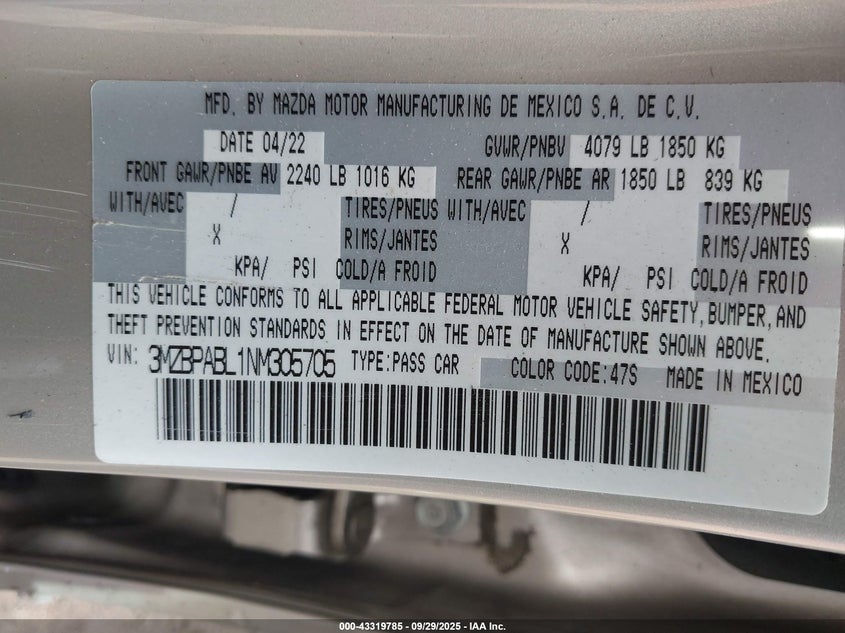 MFD. BY MAZDA MOTOR MANUFACTURING DE MEXICO S.A. DE C.V.
DATE 04/22 GVWR/PNBV 4079 LB 1850 KG
FRONT GAWR/PNBE AV 2240 LB 1016 KG REAR GAWR/PNBE AR 1850 LB 839 KG
WITH/AVEC / TIRES/PNEUS WITH/AVEC / TIRES/PNEUS
X RIMS/JANTES X RIMS/JANTES
KPA/ PSI COLD/A FROID KPA/ PSI COLD/A FROID
THIS VEHICLE CONFORMS TO ALL APPLICABLE FEDERAL MOTOR VEHICLE SAFETY, BUMPER, AND
THEFT PREVENTION STANDARDS IN EFFECT ON THE DATE OF MANUFACTURE SHOWN ABOVE.
VIN: 3MZBPABL1NM305705 TYPE:PASS CAR COLOR CODE:47S MADE IN MEXICO
000-43319785 - 09/29/2025 - IAA Inc.